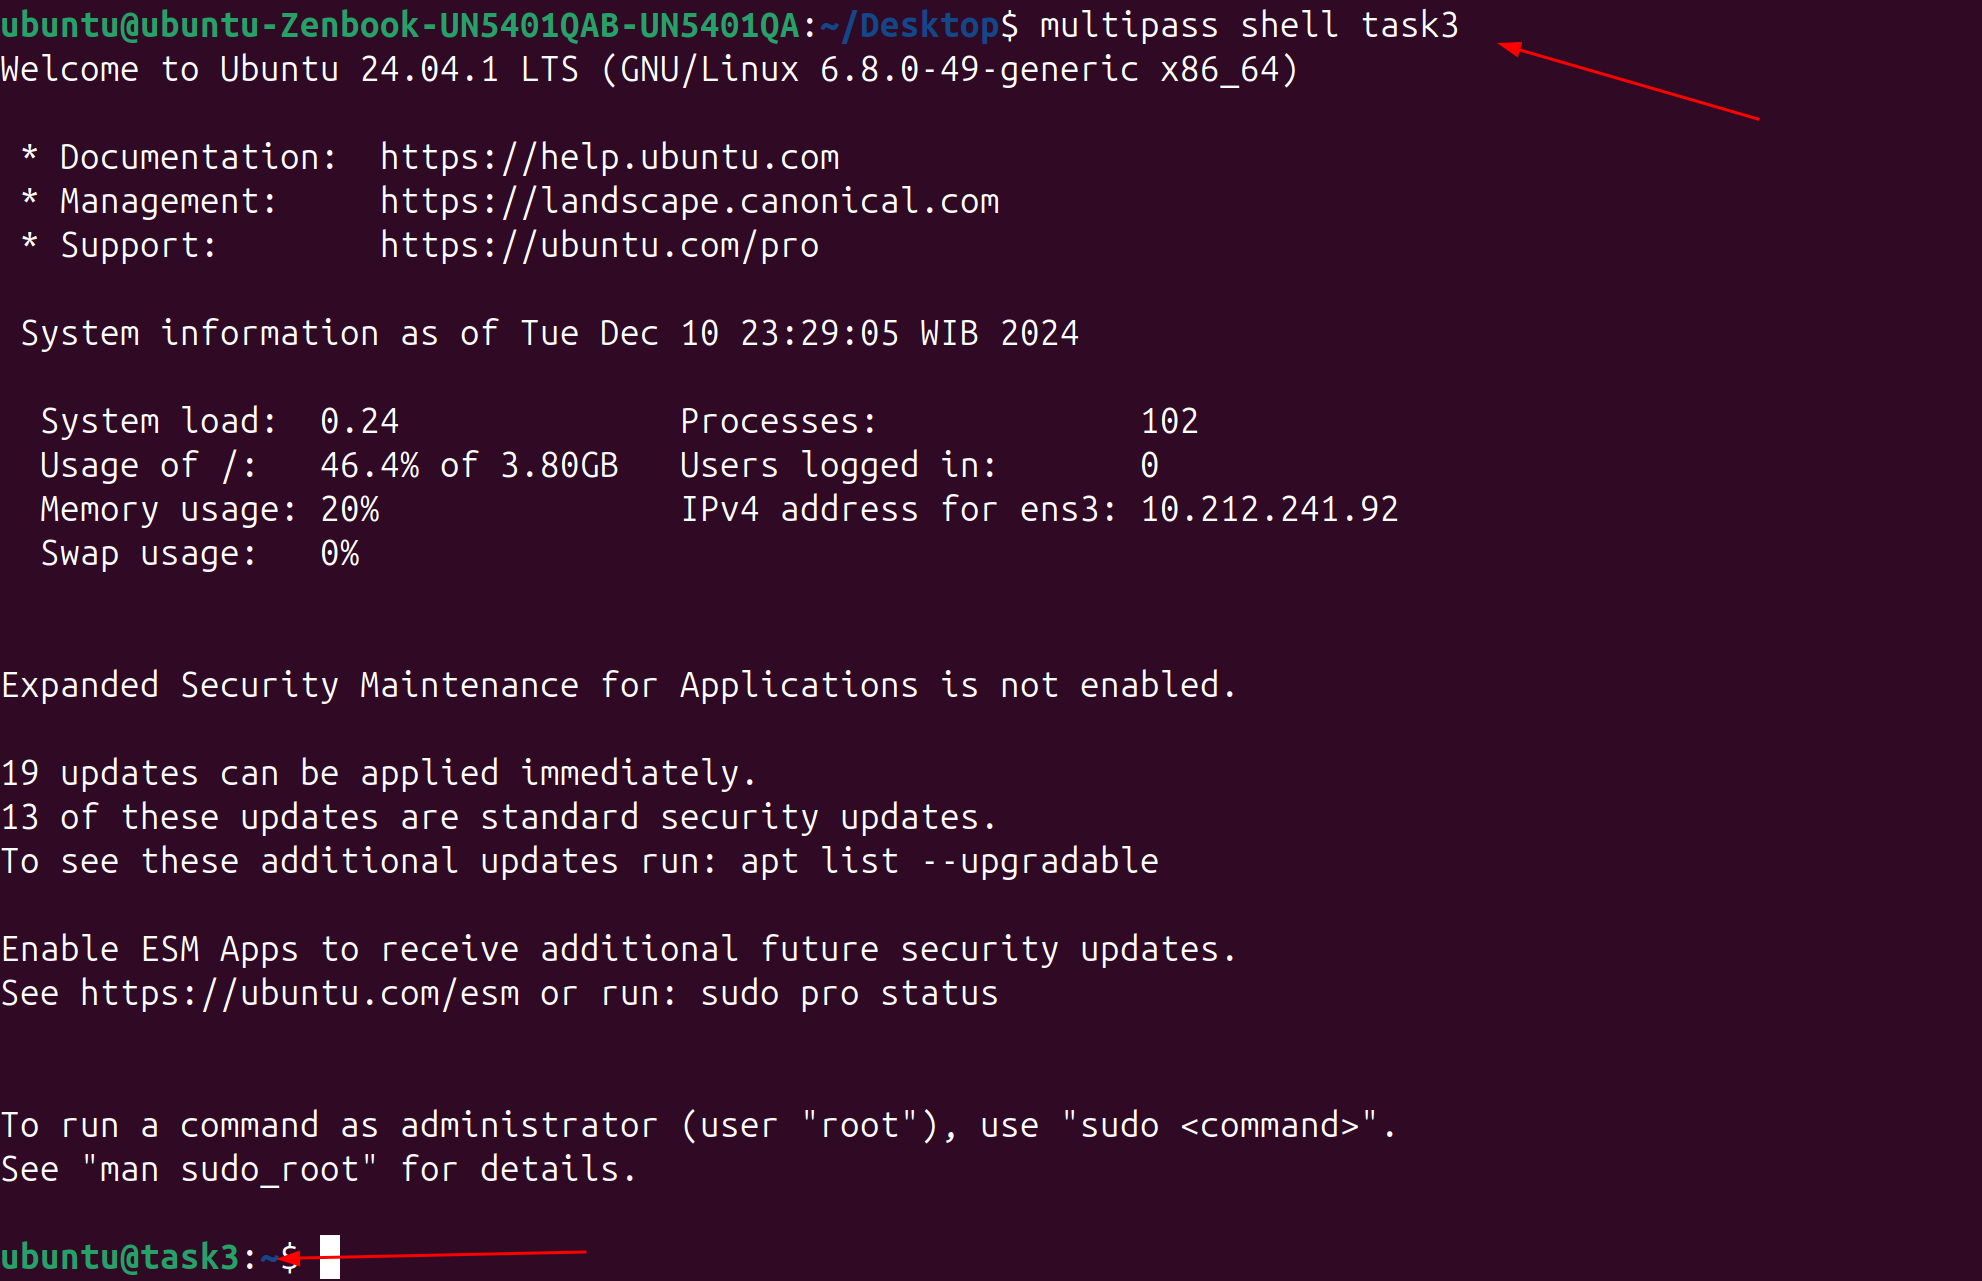 ubuntu@ubuntu-Zenbook-UN5401QAB-UN5401QA:~/Desktop$ multipass shell task3
Welcome to Ubuntu 24.04.1 LTS (GNU/Linux 6.8.0-49-generic x86_64)
 * Documentation:  https://help.ubuntu.com
 * Management:     https://landscape.canonical.com
 * Support:        https://ubuntu.com/pro
 System information as of Tue Dec 10 23:29:05 WIB 2024
  System load:  0.24              Processes:             102
  Usage of /:   46.4% of 3.80GB   Users logged in:       0
  Memory usage: 20%               IPv4 address for ens3: 10.212.241.92
  Swap usage:   0%
Expanded Security Maintenance for Applications is not enabled.
19 updates can be applied immediately.
13 of these updates are standard security updates.
To see these additional updates run: apt list --upgradable
Enable ESM Apps to receive additional future security updates.
See https://ubuntu.com/esm or run: sudo pro status
To run a command as administrator (user "root"), use "sudo <command>".
See "man sudo_root" for details.
ubuntu@task3:~$